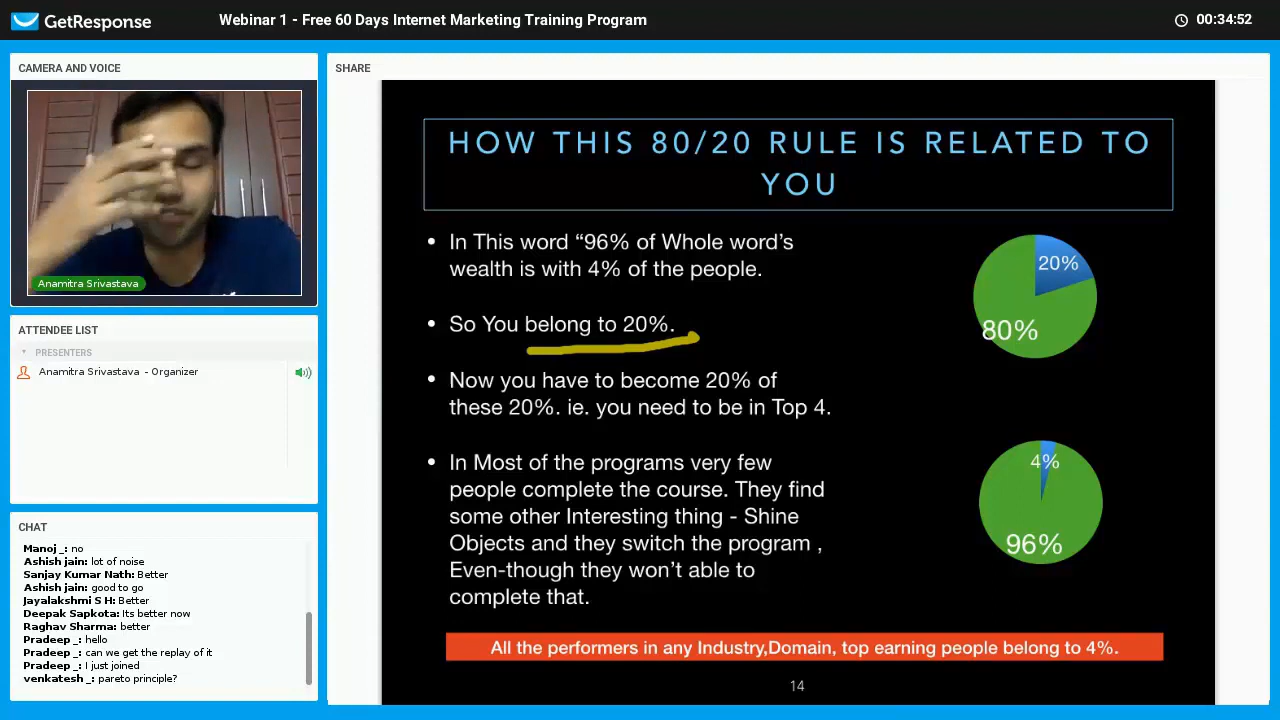 GetResponse
Webinar 1 - Free 60 Days Internet Marketing Training Program
00:34:52
CAMERA AND VOICE
Anamitra Srivastava
ATTENDEE LIST
PRESENTERS
Anamitra Srivastava - Organizer
CHAT
Manoj _: no
Ashish jain: lot of noise
Sanjay Kumar Nath: Better
Ashish jain: good to go
Jayalakshmi S H: Better
Deepak Sapkota: Its better now
Raghav Sharma: better
Pradeep _: hello
Pradeep _: can we get the replay of it
Pradeep _: I just joined
venkatesh _: pareto principle?
SHARE
HOW THIS 80/20 RULE IS RELATED TO
YOU
• In This word “96% of Whole word’s
wealth is with 4% of the people.
• So You belong to 20%.
• Now you have to become 20% of
these 20%. ie. you need to be in Top 4.
• In Most of the programs very few
people complete the course. They find
some other Interesting thing - Shine
Objects and they switch the program ,
Even-though they won’t able to
complete that.
20%
80%
4%
96%
All the performers in any Industry,Domain, top earning people belong to 4%.
14